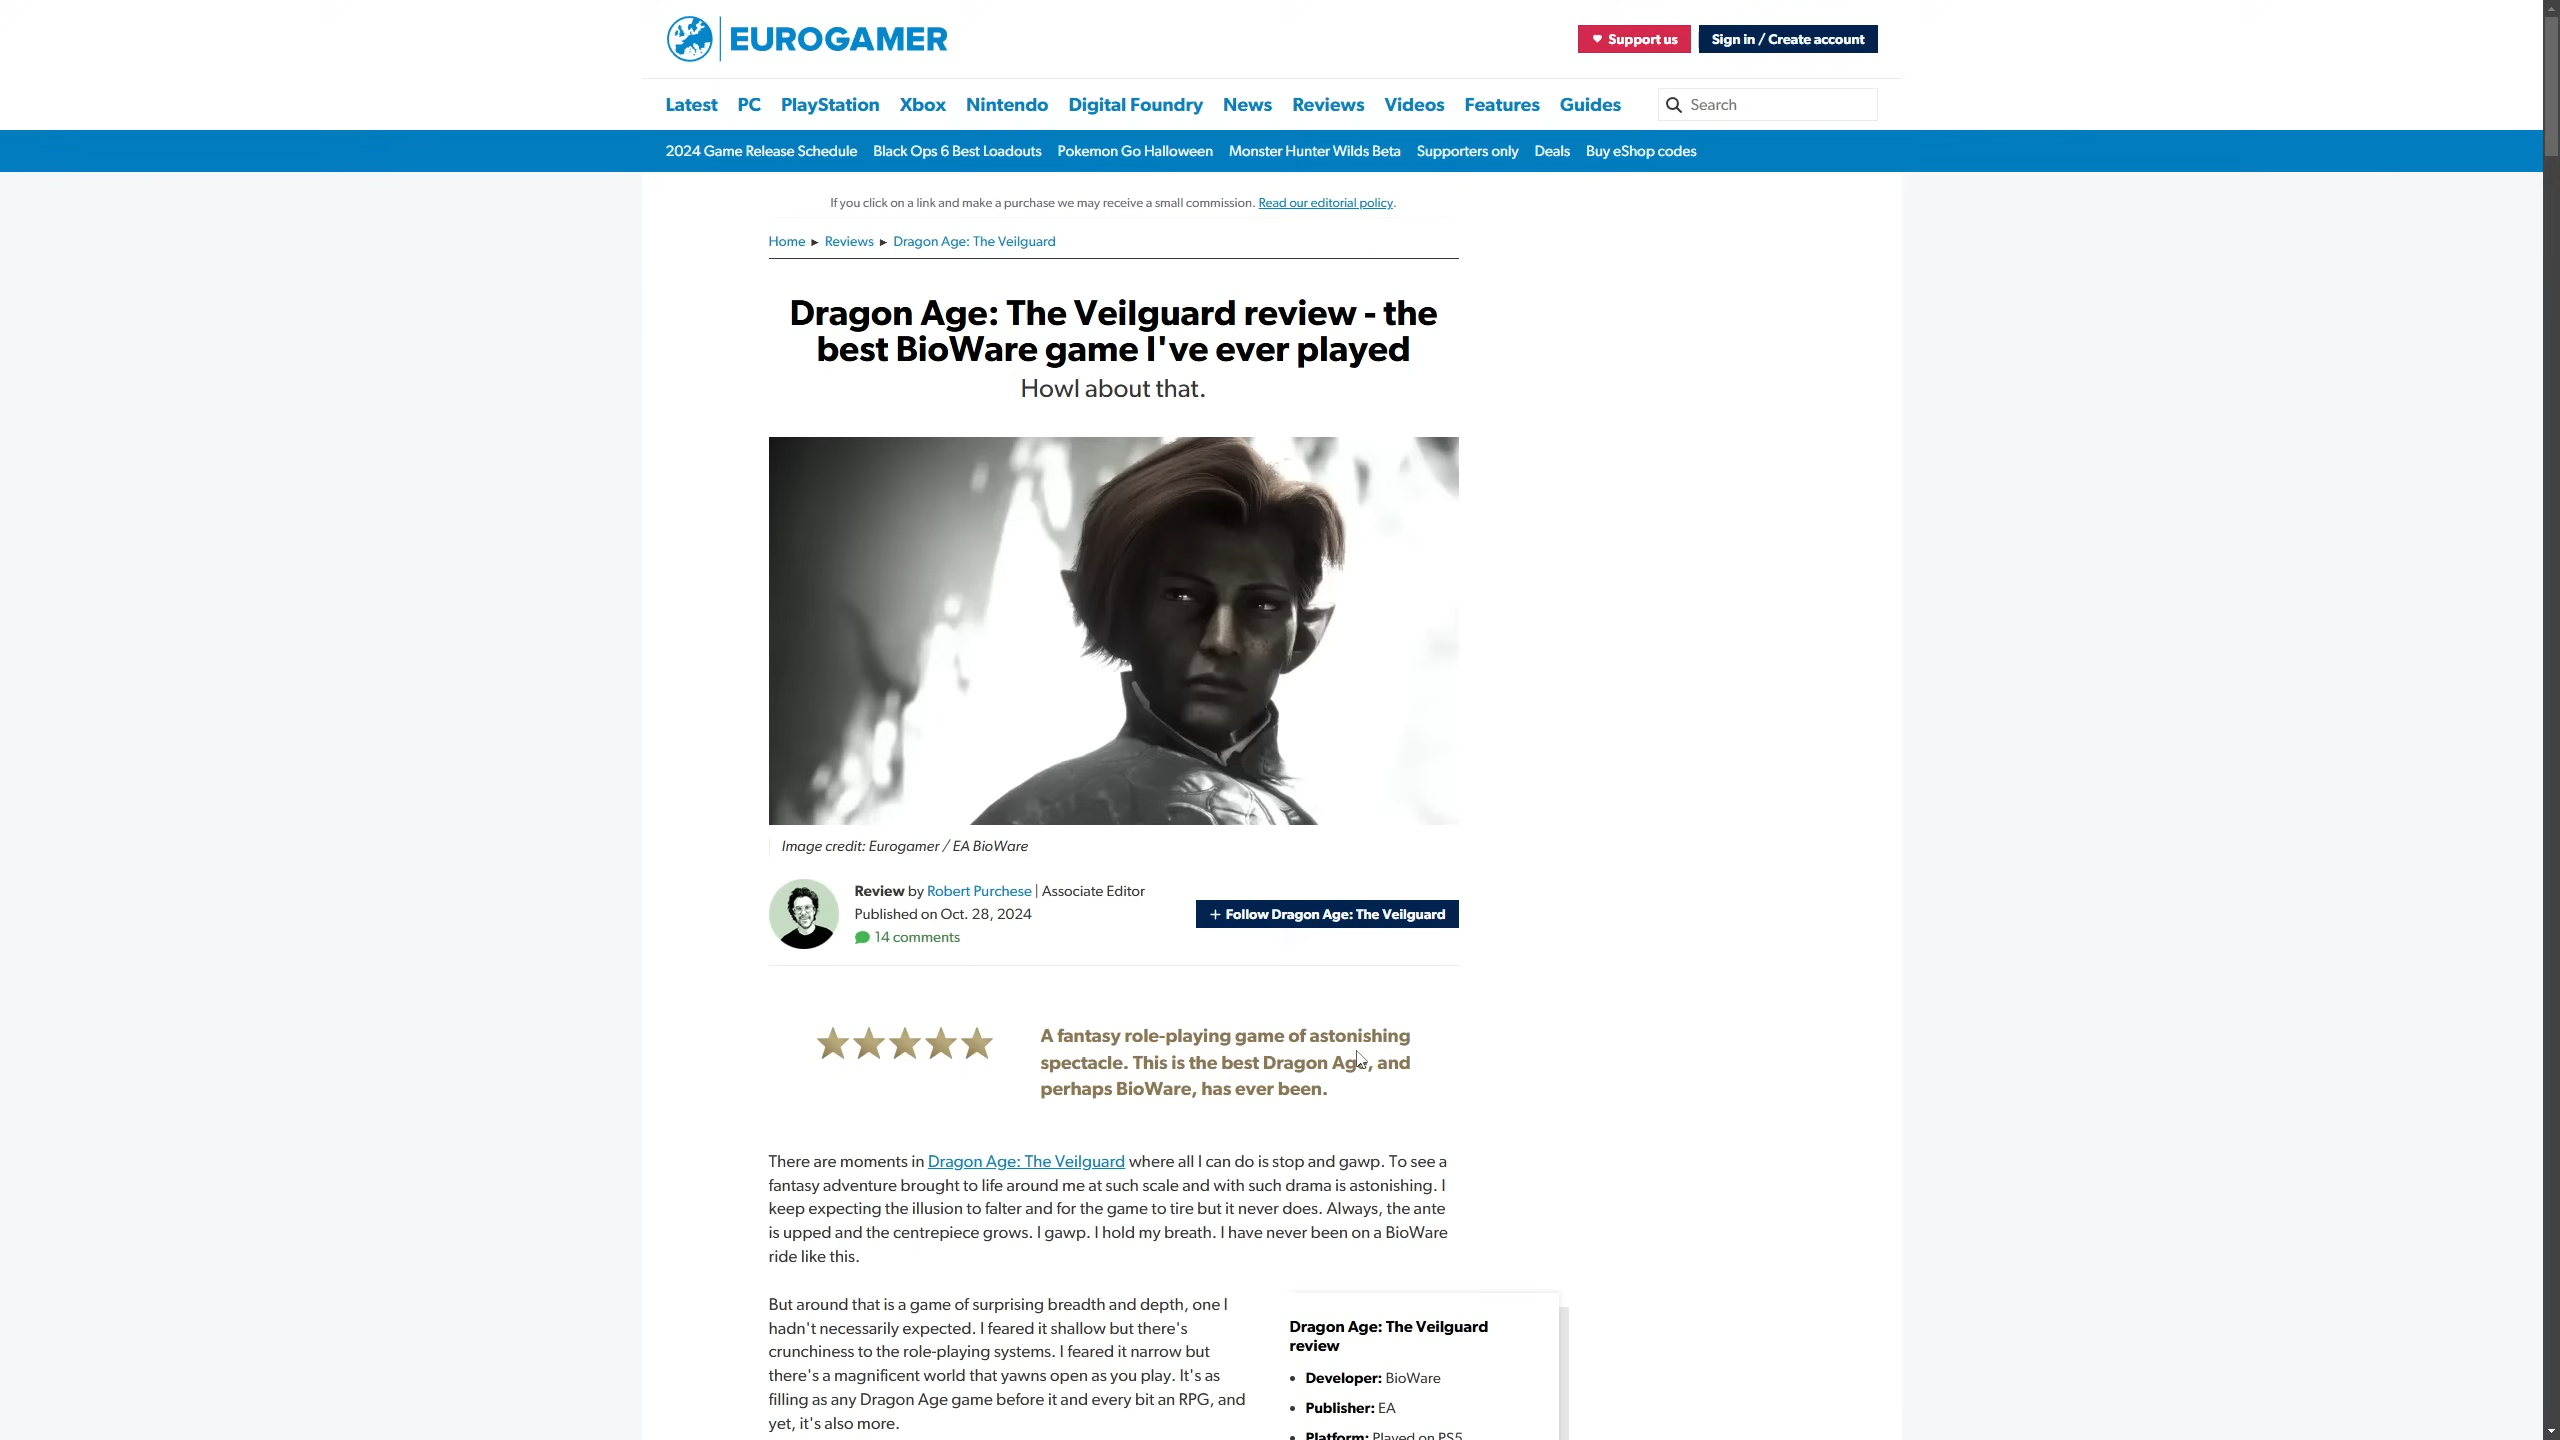 EUROGAMER
Support us
Sign in / Create account
Latest PC PlayStation Xbox Nintendo Digital Foundry News Reviews Videos Features Guides
Search
2024 Game Release Schedule Black Ops 6 Best Loadouts Pokemon Go Halloween Monster Hunter Wilds Beta Supporters only Deals Buy eShop codes
If you click on a link and make a purchase we may receive a small commission. Read our editorial policy.
Home ▸ Reviews ▸ Dragon Age: The Veilguard
Dragon Age: The Veilguard review - the
best BioWare game I've ever played
Howl about that.
Image credit: Eurogamer / EA BioWare
Review by Robert Purchese | Associate Editor
Published on Oct. 28, 2024
14 comments
+ Follow Dragon Age: The Veilguard
A fantasy role-playing game of astonishing
spectacle. This is the best Dragon Age, and
perhaps BioWare, has ever been.
There are moments in Dragon Age: The Veilguard where all I can do is stop and gawp. To see a
fantasy adventure brought to life around me at such scale and with such drama is astonishing. I
keep expecting the illusion to falter and for the game to tire but it never does. Always, the ante
is upped and the centrepiece grows. I gawp. I hold my breath. I have never been on a BioWare
ride like this.
But around that is a game of surprising breadth and depth, one I
hadn't necessarily expected. I feared it shallow but there's
crunchiness to the role-playing systems. I feared it narrow but
there's a magnificent world that yawns open as you play. It's as
filling as any Dragon Age game before it and every bit an RPG, and
yet, it's also more.
Dragon Age: The Veilguard
review
• Developer: BioWare
• Publisher: EA
• Platform: Played on PS5